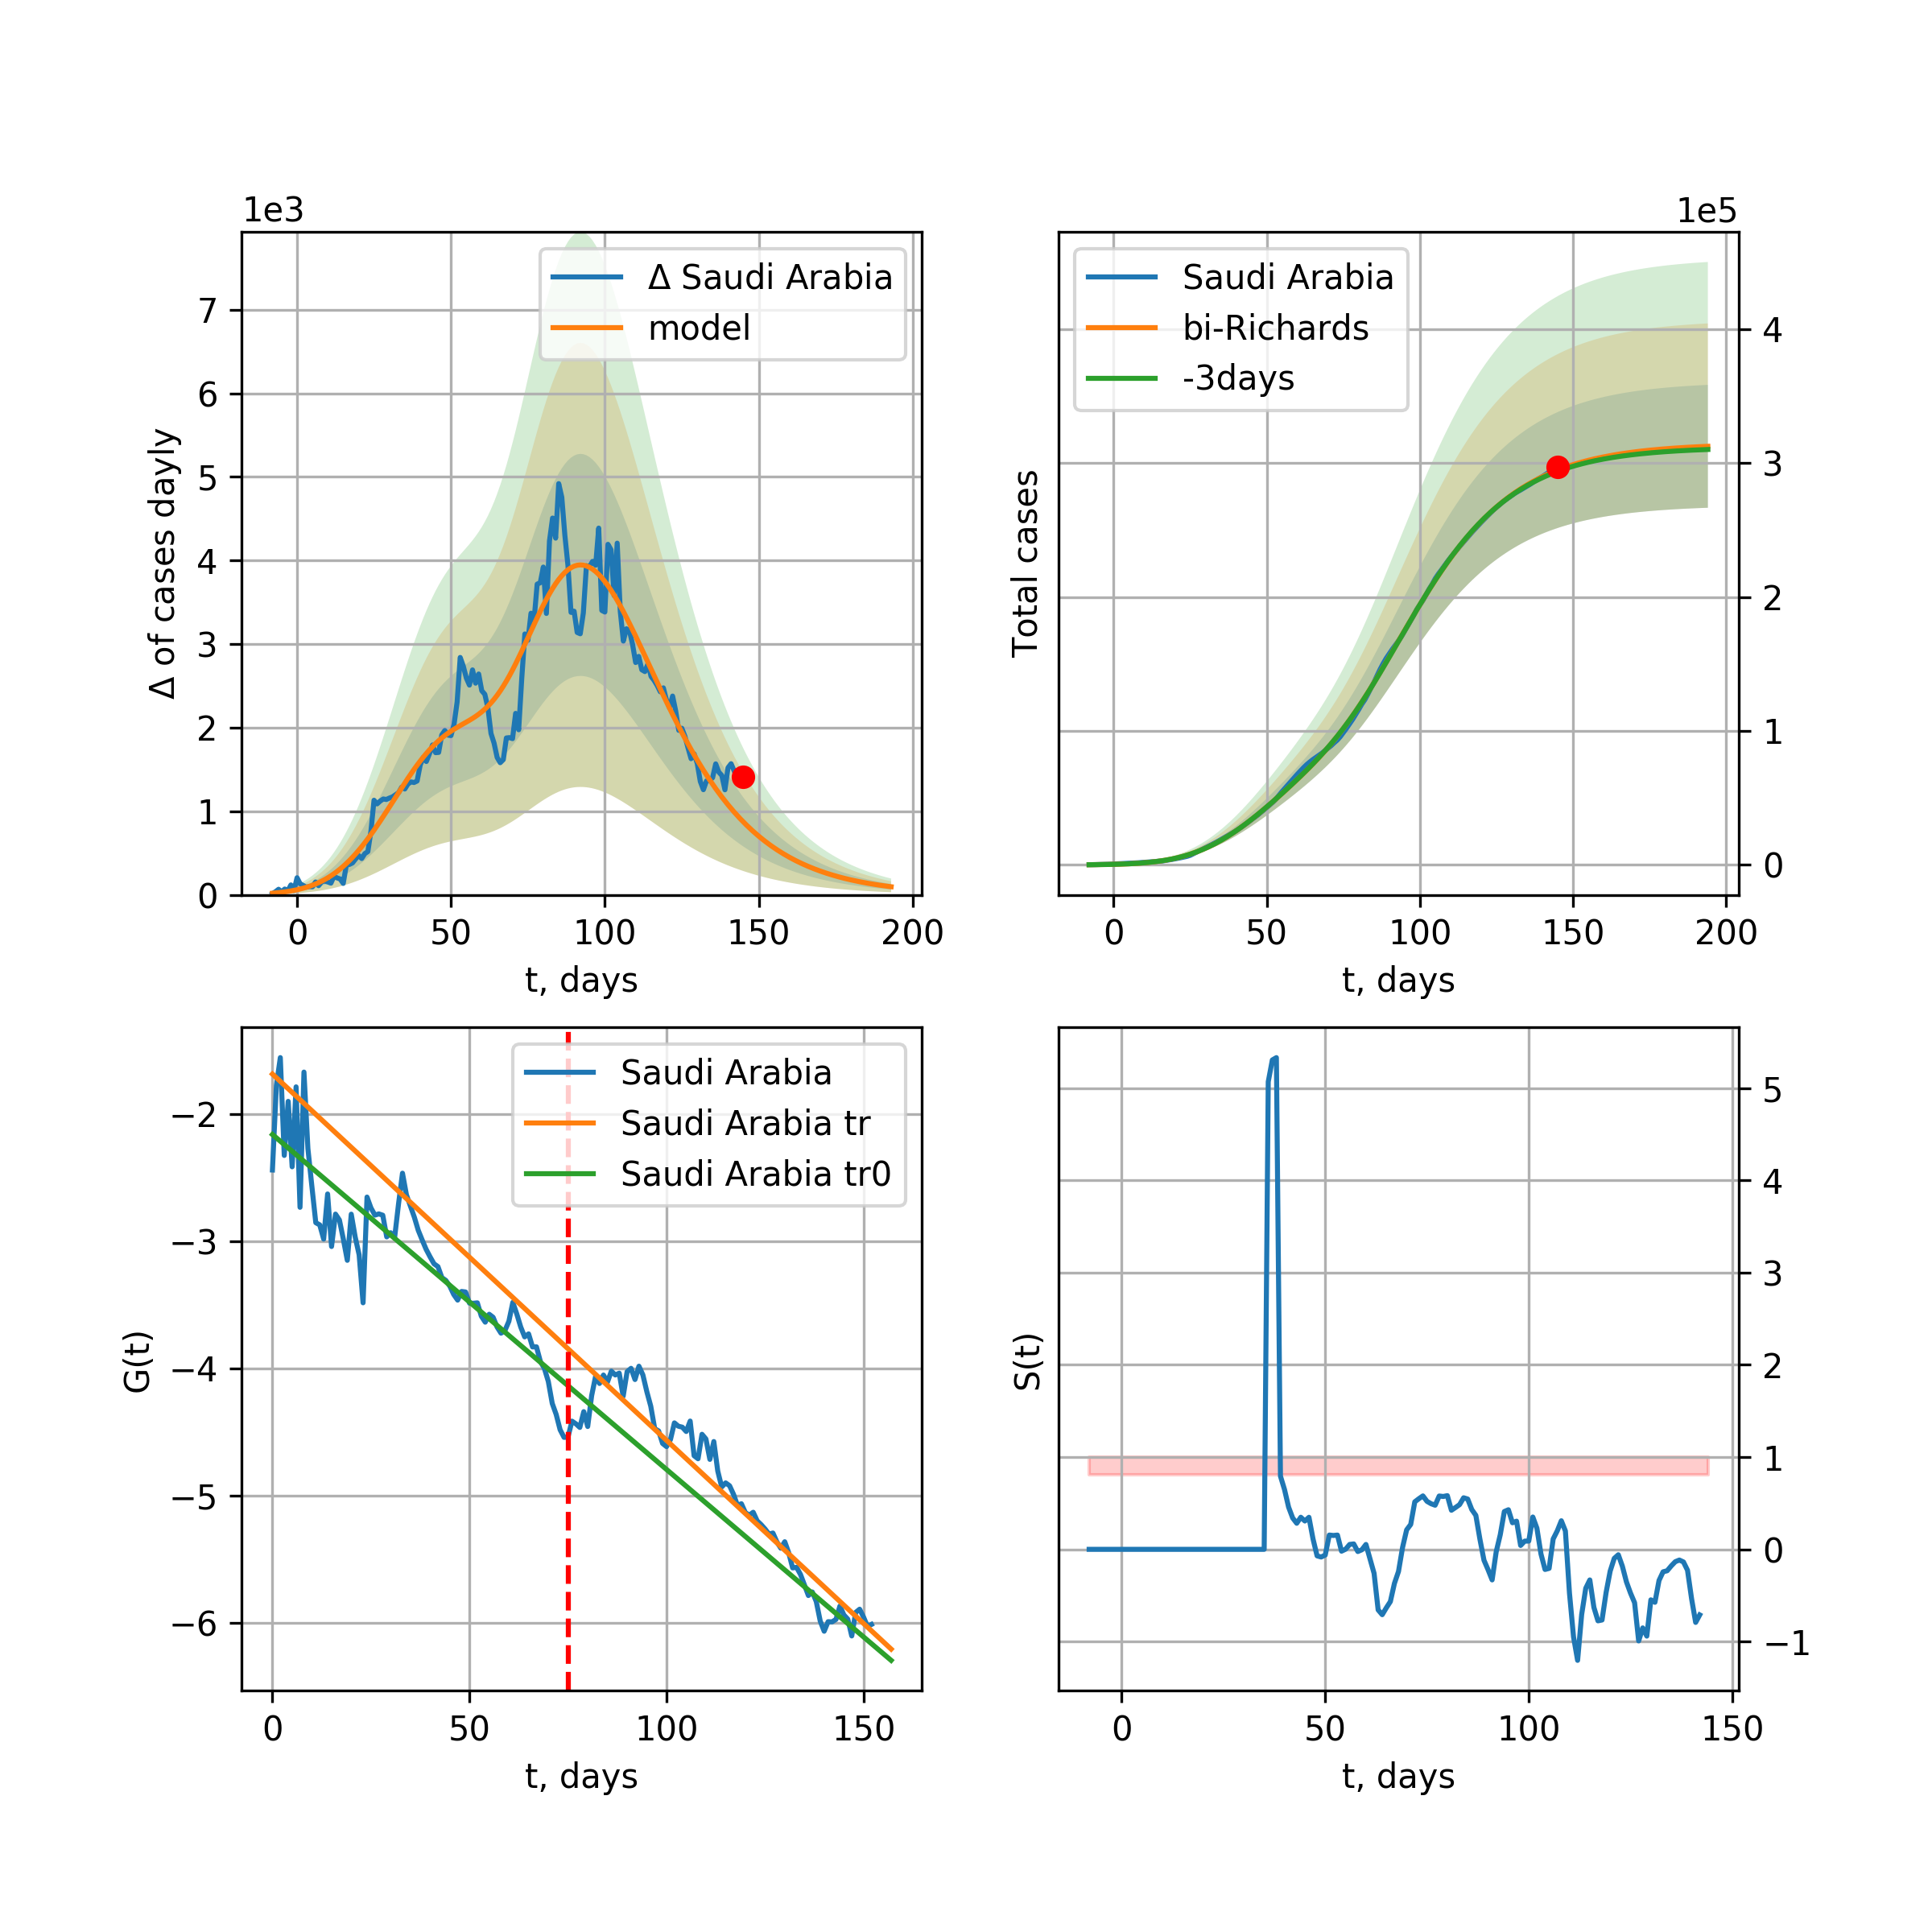 1e3
Δ of cases dayly
7
6
5
4
3
2
1
0
Δ Saudi Arabia
model
0 50 100 150 200
t, days
1e5
Total cases
Saudi Arabia
bi-Richards
-3days
4
3
2
1
0
0 50 100 150 200
t, days
G(t)
−2
−3
−4
−5
−6
Saudi Arabia
Saudi Arabia tr
Saudi Arabia tr0
0 50 100 150
t, days
S(t)
5
4
3
2
1
0
−1
0 50 100 150
t, days